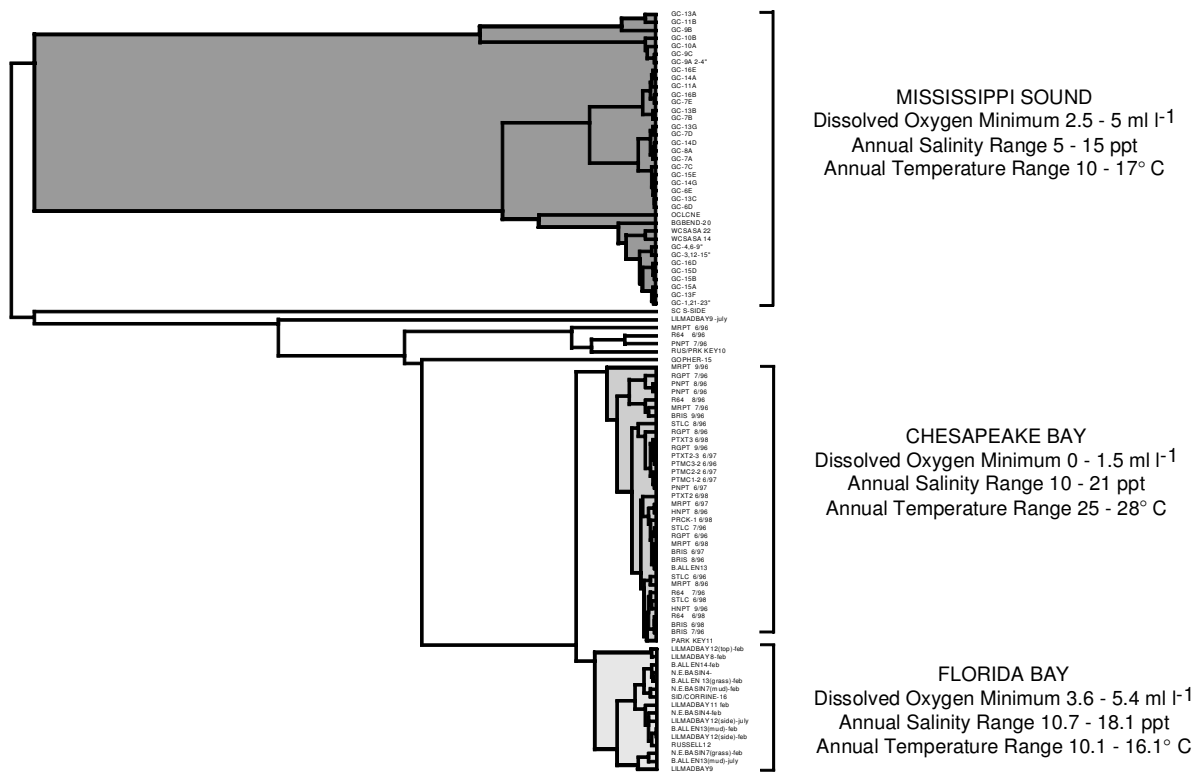 GC-13A
GC-11B
GC-9B
GC-10B
GC-10A
GC-9C
GC-9A 2-4"
GC-16E
GC-14A
GC-11A
GC-16B
GC-7E
GC-13B
GC-7B
GC-13G
GC-7D
GC-14D
GC-8A
GC-7A
GC-7C
GC-15E
GC-14G
GC-6E
GC-13C
GC-6D
OCLCNE
BGBEND-20
WCSASA 22
WCSASA 14
GC-4,6-9"
GC-3,12-15"
GC-16D
GC-15D
GC-15B
GC-15A
GC-13F
GC-1,21-23"
SC S-SIDE
LILMADBAY9-july
MRPT 6/96
R64 6/96
PNPT 7/96
RUS/PRK KEY10
GOPHER-15
MRPT 9/96
RGPT 7/96
PNPT 8/96
PNPT 6/96
R64 8/96
MRPT 7/96
BRIS 9/96
STLC 8/96
RGPT 8/96
PTXT3 6/98
RGPT 9/96
PTXT2-3 6/97
PTMC3-2 6/96
PTMC2-2 6/97
PTMC1-2 6/97
PNPT 6/97
PTXT2 6/98
MRPT 6/97
HNPT 8/96
PRCK-1 6/98
STLC 7/96
RGPT 6/96
MRPT 6/98
BRIS 6/97
BRIS 8/96
B.ALLEN13
STLC 6/96
MRPT 8/96
R64 7/96
STLC 6/98
HNPT 9/96
R64 6/98
BRIS 6/98
BRIS 7/96
PARK KEY11
LILMADBAY12(top)-feb
LILMADBAY8-feb
B.ALLEN14-feb
N.E.BASIN4-
B.ALLEN 13(grass)-feb
N.E.BASIN7(mud)-feb
SID/CORRINE-16
LILMADBAY11 feb
N.E.BASIN4-feb
LILMADBAY12(side)-july
B.ALLEN13(mud)-feb
LILMADBAY12(side)-feb
RUSSELL12
N.E.BASIN7(grass)-feb
B.ALLEN13(mud)-july
LILMADBAY9
MISSISSIPPI SOUND
Dissolved Oxygen Minimum 2.5 - 5 ml l-1
Annual Salinity Range 5 - 15 ppt
Annual Temperature Range 10 - 17° C
CHESAPEAKE BAY
Dissolved Oxygen Minimum 0 - 1.5 ml l-1
Annual Salinity Range 10 - 21 ppt
Annual Temperature Range 25 - 28° C
FLORIDA BAY
Dissolved Oxygen Minimum 3.6 - 5.4 ml l-1
Annual Salinity Range 10.7 - 18.1 ppt
Annual Temperature Range 10.1 - 16.1° C